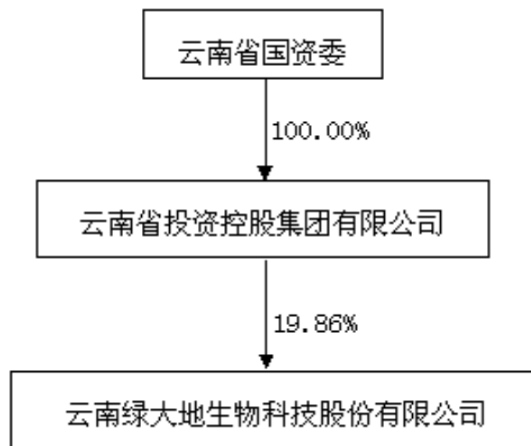 云南省国资委
100.00%
云南省投资控股集团有限公司
19.86%
云南绿大地生物科技股份有限公司